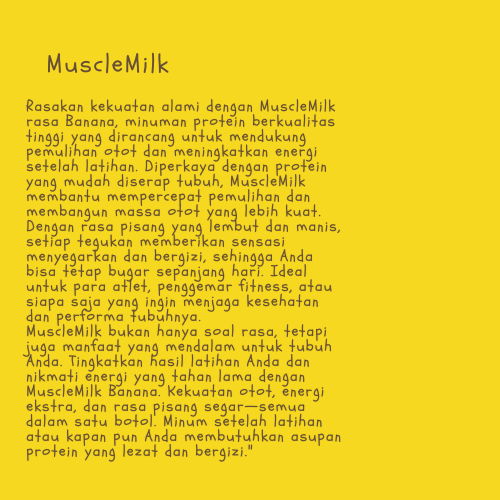 MuscleMilk
Rasakan kekuatan alami dengan MuscleMilk
rasa Banana, minuman protein berkualitas
tinggi yang dirancang untuk mendukung
pemulihan otot dan meningkatkan energi
setelah latihan. Diperkaya dengan protein
yang mudah diserap tubuh, MuscleMilk
membantu mempercepat pemulihan dan
membangun massa otot yang lebih kuat.
Dengan rasa pisang yang lembut dan manis,
setiap tegukan memberikan sensasi
menyegarkan dan bergizi, sehingga Anda
bisa tetap bugar sepanjang hari. Ideal
untuk para atlet, penggemar fitness, atau
siapa saja yang ingin menjaga kesehatan
dan performa tubuhnya.
MuscleMilk bukan hanya soal rasa, tetapi
juga manfaat yang mendalam untuk tubuh
Anda. Tingkatkan hasil latihan Anda dan
nikmati energi yang tahan lama dengan
MuscleMilk Banana. Kekuatan otot, energi
ekstra, dan rasa pisang segar—semua
dalam satu botol. Minum setelah latihan
atau kapan pun Anda membutuhkan asupan
protein yang lezat dan bergizi."